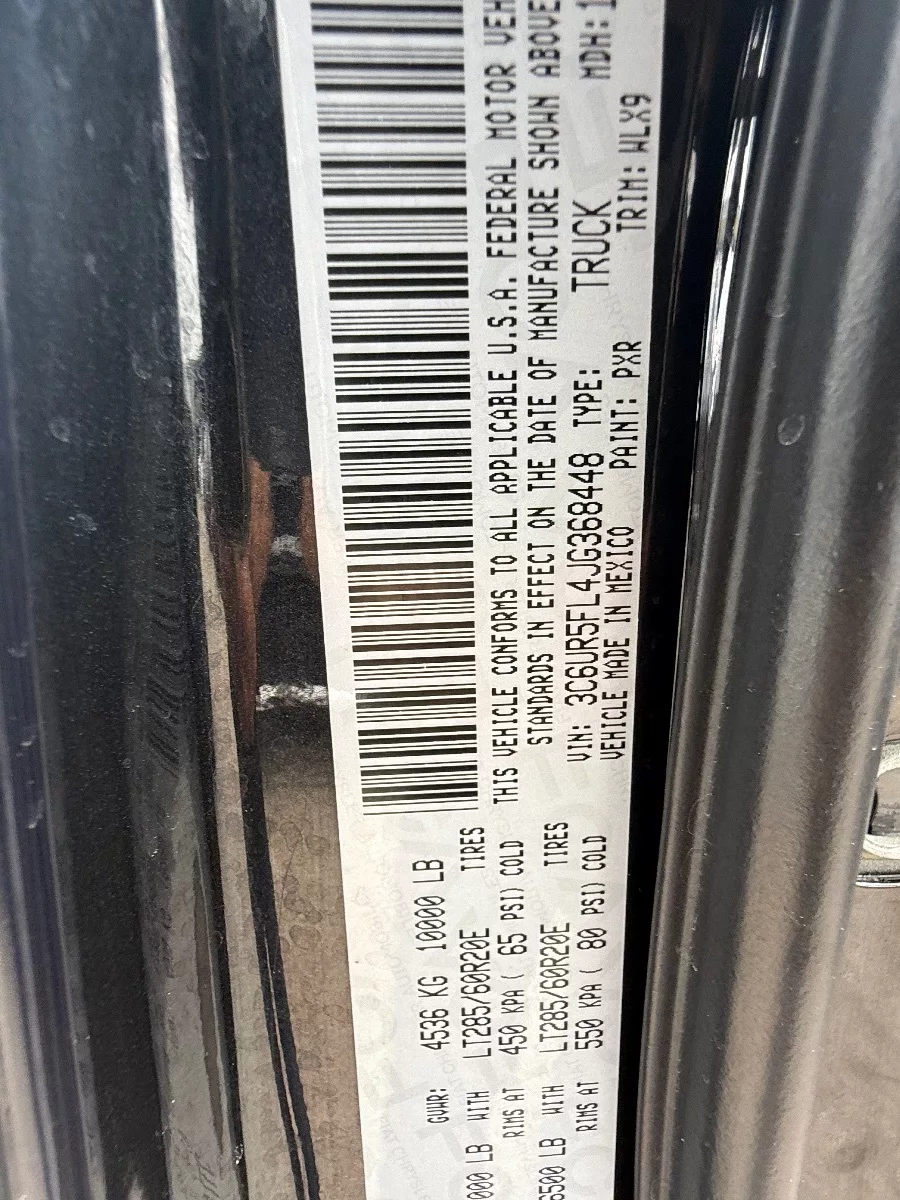 GVWR: 4536 KG 10000 LB
000 LB WITH LT285/60R20E TIRES
RIMS AT 450 KPA ( 65 PSI) COLD
6500 LB WITH LT285/60R20E TIRES
RIMS AT 550 KPA ( 80 PSI) COLD
THIS VEHICLE CONFORMS TO ALL APPLICABLE U.S.A. FEDERAL MOTOR VEH
STANDARDS IN EFFECT ON THE DATE OF MANUFACTURE SHOWN ABOVE
VIN: 3C6UR5FL4JG368448 TYPE: TRUCK MDH:1
VEHICLE MADE IN MEXICO PAINT: PXR TRIM: WLX9